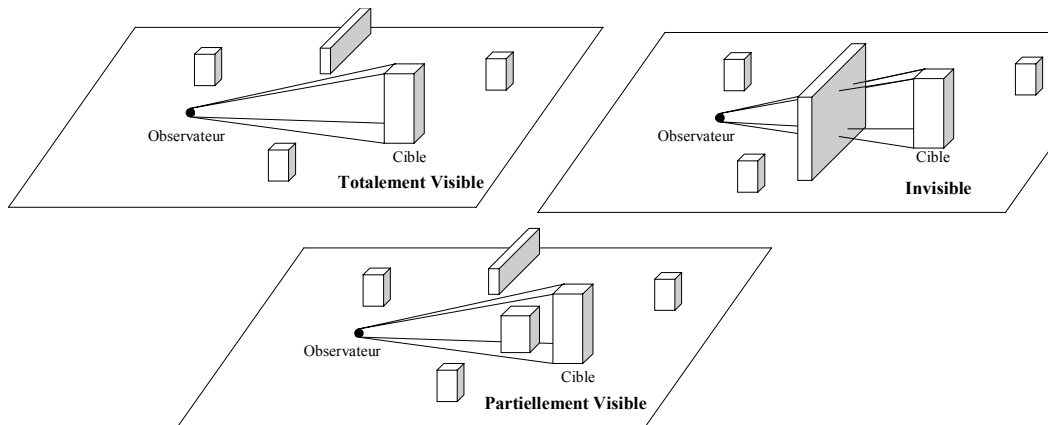 Observateur
Cible
Totalement Visible
Observateur
Cible
Invisible
Observateur
Cible
Partiellement Visible